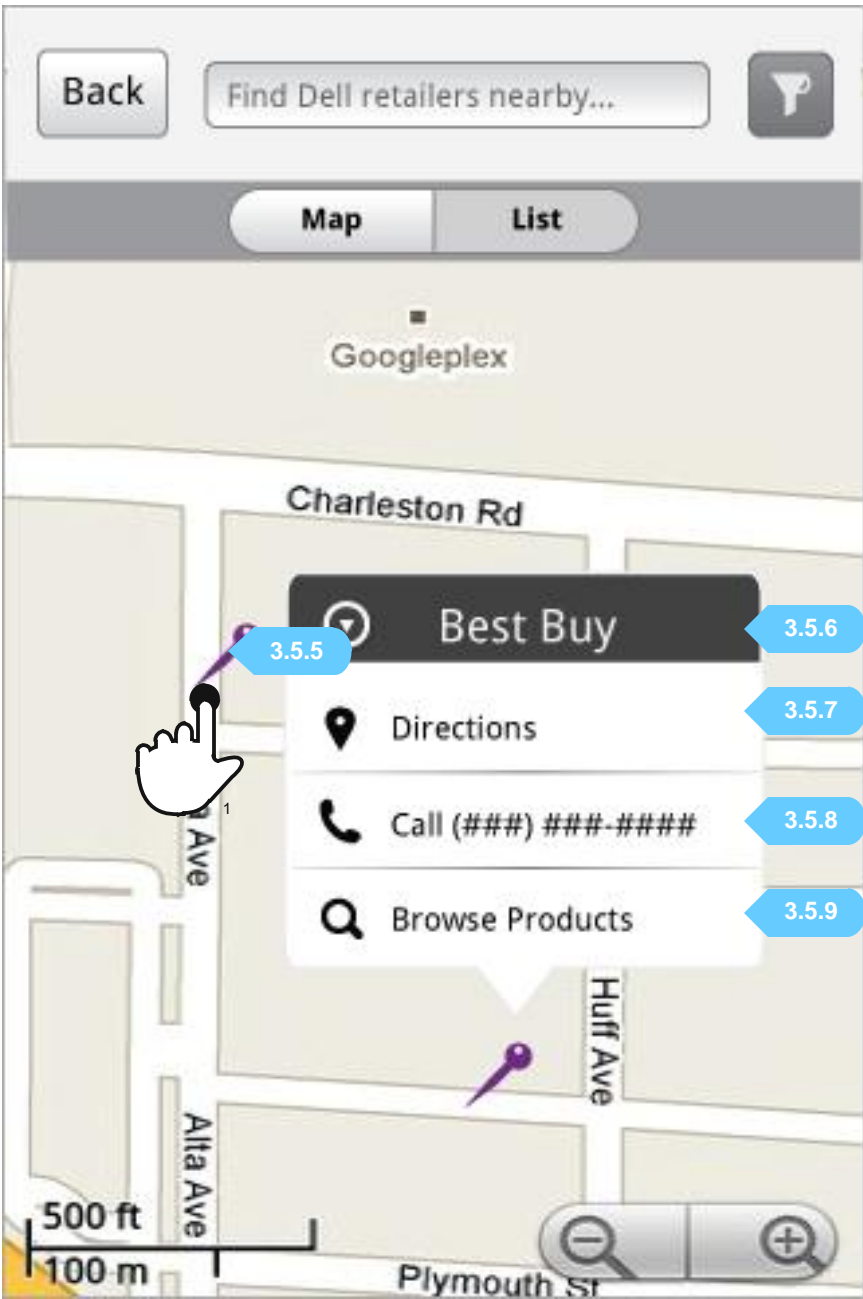 Back
Find Dell retailers nearby...
Map
List
Googleplex
Charleston Rd
Best Buy
3.5.6
3.5.5
Directions
3.5.7
1
a Ave
Call (###) ###-####
3.5.8
Browse Products
3.5.9
Huff Ave
Alta Ave
500 ft
100 m
Plymouth St